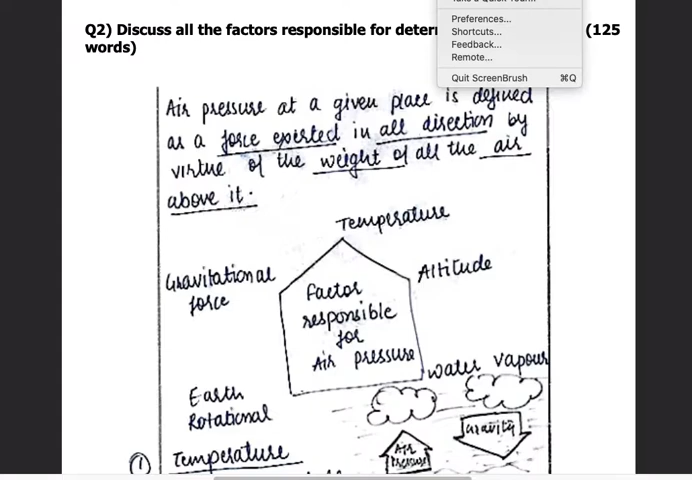 Take a Quick Tour...
Q2) Discuss all the factors responsible for deter (125
words)
Preferences...
Shortcuts...
Feedback...
Remote...
Quit ScreenBrush ⌘Q
Air pressure at a given place is defined
as a force exerted in all direction by
virtue of the weight of all the air
above it.
Temperature
Gravitational
force
Altitude
Factor
responsible
for
Air pressure
water vapour
Earth
Rotational
Gravity
Air
Pressure
① Temperature